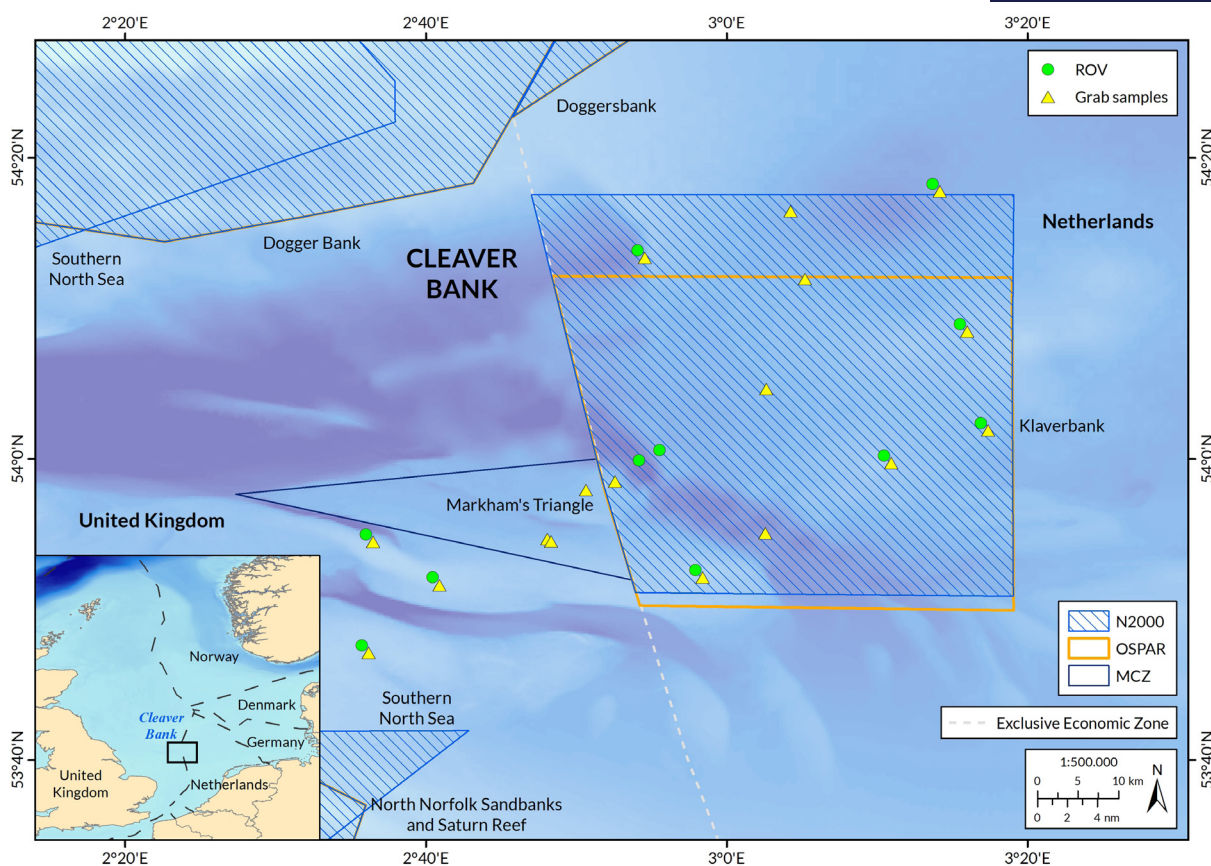 2°20'E
2°40'E
3°0'E
3°20'E
ROV
Grab samples
Doggersbank
54°20'N
54°20'N
Netherlands
Dogger Bank
Southern
North Sea
CLEAVER
BANK
Klaverbank
54°0'N
54°0'N
Markham's Triangle
United Kingdom
N2000
OSPAR
MCZ
Norway
Denmark
Cleaver
Bank
Germany
United
Kingdom
Netherlands
Southern
North Sea
Exclusive Economic Zone
53°40'N
53°40'N
1:500.000
0 5 10 km
0 2 4 nm
N
North Norfolk Sandbanks
and Saturn Reef
2°20'E
2°40'E
3°0'E
3°20'E